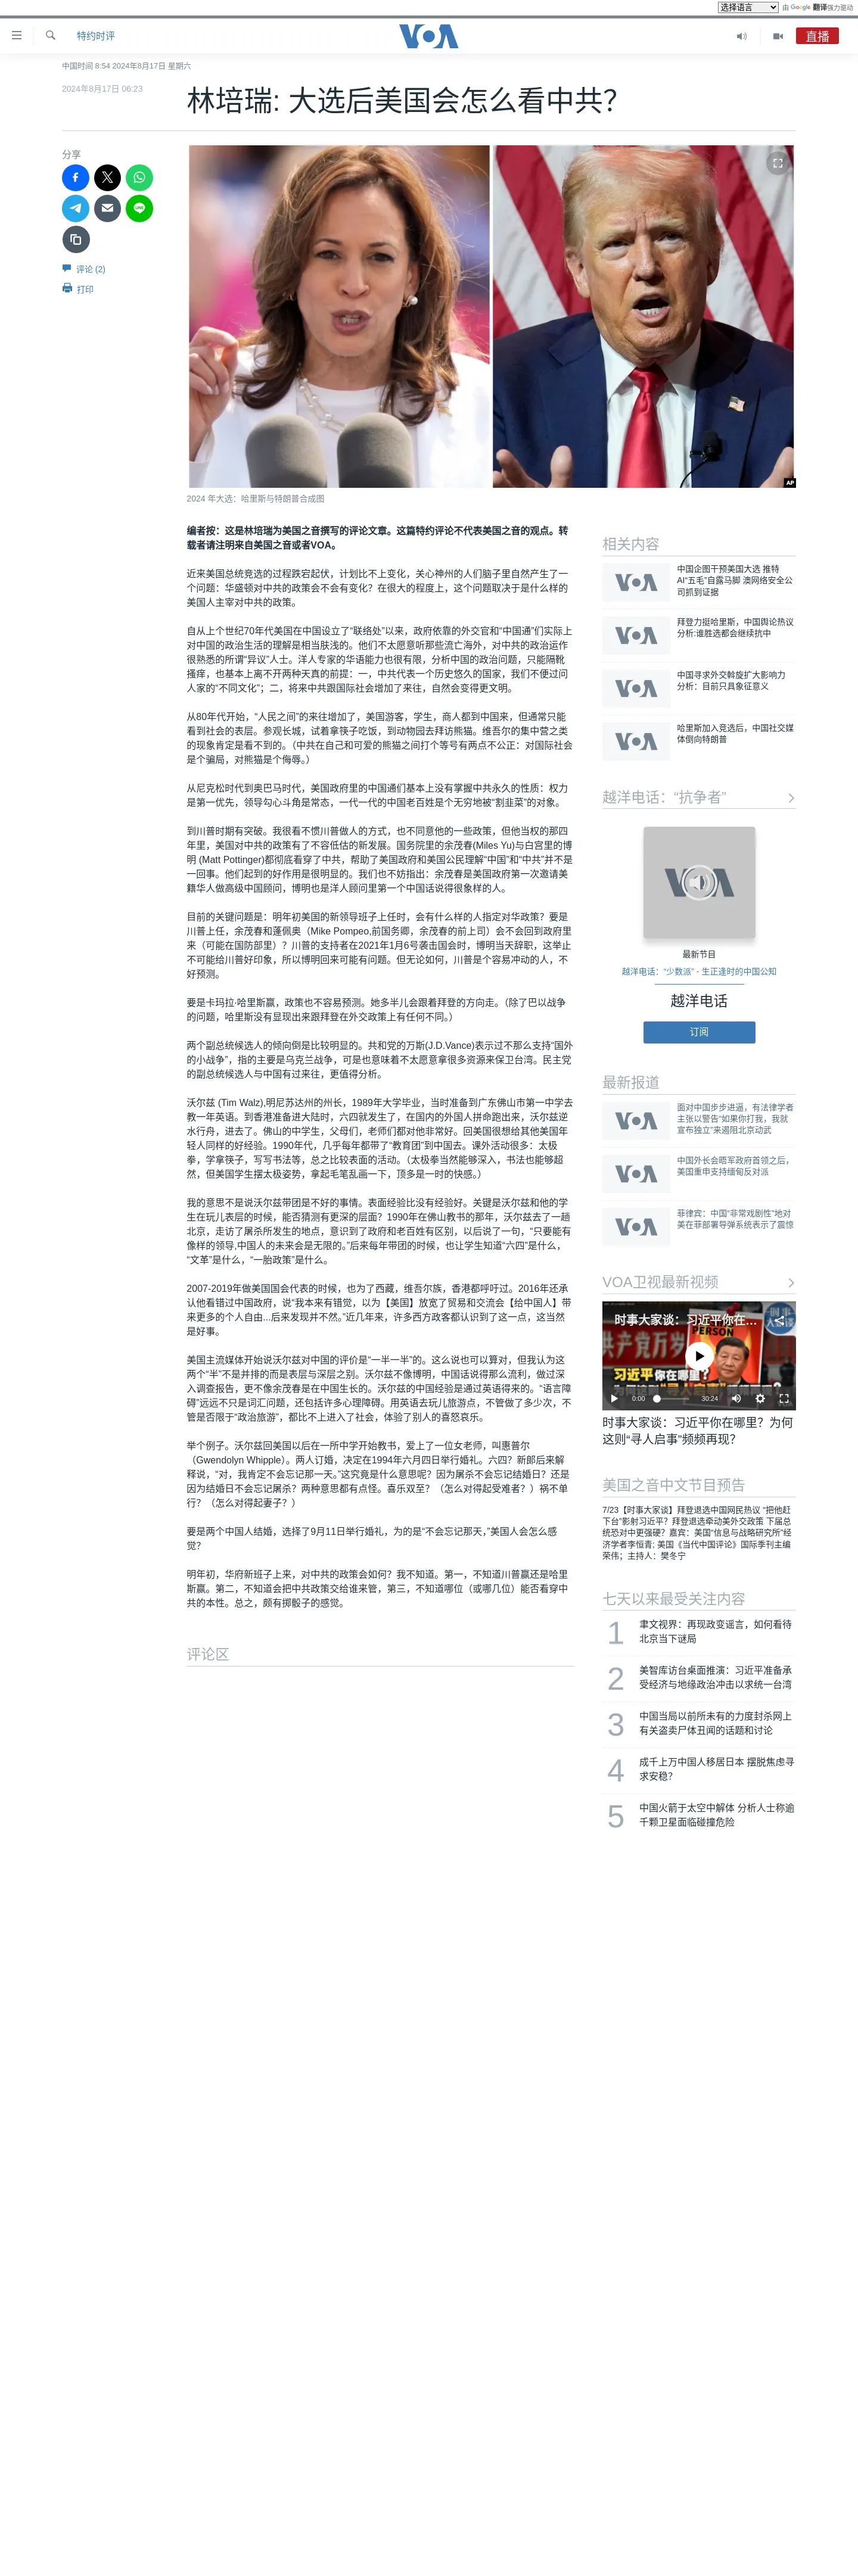 选择语言 由 Google 翻译强力驱动
特约时评
VOA
直播
中国时间 8:54 2024年8月17日 星期六
2024年8月17日 06:23
林培瑞: 大选后美国会怎么看中共？
分享
评论 (2)
打印
AP
2024 年大选：哈里斯与特朗普合成图
编者按：这是林培瑞为美国之音撰写的评论文章。这篇特约评论不代表美国之音的观点。转
载者请注明来自美国之音或者VOA。
近来美国总统竞选的过程跌宕起伏，计划比不上变化，关心神州的人们脑子里自然产生了一
个问题：华盛顿对中共的政策会不会有变化？在很大的程度上，这个问题取决于是什么样的
美国人主宰对中共的政策。
自从上个世纪70年代美国在中国设立了“联络处”以来，政府依靠的外交官和“中国通”们实际上
对中国的政治生活的理解是相当肤浅的。他们不太愿意听那些流亡海外，对中共的政治运作
很熟悉的所谓“异议”人士。洋人专家的华语能力也很有限，分析中国的政治问题，只能隔靴
搔痒，也基本上离不开两种天真的前提：一，中共代表一个历史悠久的国家，我们不便过问
人家的“不同文化”；二，将来中共跟国际社会增加了来往，自然会变得更文明。
从80年代开始，“人民之间”的来往增加了，美国游客，学生，商人都到中国来，但通常只能
看到社会的表层。参观长城，试着拿筷子吃饭，到动物园去拜访熊猫。维吾尔的集中营之类
的现象肯定是看不到的。（中共在自己和可爱的熊猫之间打个等号有两点不公正：对国际社会
是个骗局，对熊猫是个侮辱。）
从尼克松时代到奥巴马时代，美国政府里的中国通们基本上没有掌握中共永久的性质：权力
是第一优先，领导勾心斗角是常态，一代一代的中国老百姓是个无穷地被“割韭菜”的对象。
到川普时期有突破。我很看不惯川普做人的方式，也不同意他的一些政策，但他当权的那四
年里，美国对中共的政策有了不容低估的新发展。国务院里的余茂春(Miles Yu)与白宫里的博
明 (Matt Pottinger)都彻底看穿了中共，帮助了美国政府和美国公民理解“中国”和“中共”并不是
一回事。他们起到的好作用是很明显的。我们也不妨指出：余茂春是美国政府第一次邀请美
籍华人做高级中国顾问，博明也是洋人顾问里第一个中国话说得很象样的人。
目前的关键问题是：明年初美国的新领导班子上任时，会有什么样的人指定对华政策？要是
川普上任，余茂春和蓬佩奥（Mike Pompeo,前国务卿，余茂春的前上司）会不会回到政府里
来（可能在国防部里）？川普的支持者在2021年1月6号袭击国会时，博明当天辞职，这举止
不可能给川普好印象，所以博明回来可能有问题。但无论如何，川普是个容易冲动的人，不
好预测。
要是卡玛拉·哈里斯赢，政策也不容易预测。她多半儿会跟着拜登的方向走。（除了巴以战争
的问题，哈里斯没有显现出来跟拜登在外交政策上有任何不同。）
两个副总统候选人的倾向倒是比较明显的。共和党的万斯(J.D.Vance)表示过不那么支持“国外
的小战争”，指的主要是乌克兰战争，可是也意味着不太愿意拿很多资源来保卫台湾。民主党
的副总统候选人与中国有过来往，更值得分析。
沃尔兹 (Tim Walz),明尼苏达州的州长，1989年大学毕业，当时准备到广东佛山市第一中学去
教一年英语。到香港准备进大陆时，六四就发生了，在国内的外国人拼命跑出来，沃尔兹逆
水行舟，进去了。佛山的中学生，父母们，老师们都对他非常好。回美国很想给其他美国年
轻人同样的好经验。1990年代，几乎每年都带了“教育团”到中国去。课外活动很多：太极
拳，学拿筷子，写写书法等，总之比较表面的活动。（太极拳当然能够深入，书法也能够超
然，但美国学生摆太极姿势，拿起毛笔乱画一下，顶多是一时的快感。）
我的意思不是说沃尔兹带团是不好的事情。表面经验比没有经验好。关键是沃尔兹和他的学
生在玩儿表层的时候，能否猜测有更深的层面？1990年在佛山教书的那年，沃尔兹去了一趟
北京，走访了屠杀所发生的地点，意识到了政府和老百姓有区别，以后说了一句，“只要能有
像样的领导,中国人的未来会是无限的。”后来每年带团的时候，也让学生知道“六四”是什么，
“文革”是什么，“一胎政策”是什么。
2007-2019年做美国国会代表的时候，也为了西藏，维吾尔族，香港都呼吁过。2016年还承
认他看错过中国政府，说“我本来有错觉，以为【美国】放宽了贸易和交流会【给中国人】带
来更多的个人自由...后来发现并不然。”近几年来，许多西方政客都认识到了这一点，这当然
是好事。
美国主流媒体开始说沃尔兹对中国的评价是“一半一半”的。这么说也可以算对，但我认为这
两个“半”不是并排的而是表层与深层之别。沃尔兹不像博明，中国话说得那么流利，做过深
入调查报告，更不像余茂春是在中国生长的。沃尔兹的中国经验是通过英语得来的。“语言障
碍”远远不只是词汇问题，还包括许多心理障碍。用英语去玩儿旅游点，不管做了多少次，不
管是否限于“政治旅游”，都比不上进入了社会，体验了别人的喜怒哀乐。
举个例子。沃尔兹回美国以后在一所中学开始教书，爱上了一位女老师，叫惠普尔
（Gwendolyn Whipple）。两人订婚，决定在1994年六月四日举行婚礼。六四？新郎后来解
释说，“对，我肯定不会忘记那一天。”这究竟是什么意思呢？因为屠杀不会忘记结婚日？还是
因为结婚日不会忘记屠杀？两种意思都有点怪。喜乐双至？（怎么对得起受难者？）祸不单
行？（怎么对得起妻子？）
要是两个中国人结婚，选择了9月11日举行婚礼，为的是“不会忘记那天，”美国人会怎么感
觉？
明年初，华府新班子上来，对中共的政策会如何？我不知道。第一，不知道川普赢还是哈里
斯赢。第二，不知道会把中共政策交给谁来管，第三，不知道哪位（或哪几位）能否看穿中
共的本性。总之，颇有掷骰子的感觉。
评论区
相关内容
中国企图干预美国大选 推特
AI“五毛”自露马脚 澳网络安全公
司抓到证据
拜登力挺哈里斯，中国舆论热议
分析:谁胜选都会继续抗中
中国寻求外交斡旋扩大影响力
分析：目前只具象征意义
哈里斯加入竞选后，中国社交媒
体倒向特朗普
越洋电话：“抗争者”
最新节目
越洋电话：“少数派” - 生正逢时的中国公知
越洋电话
订阅
最新报道
面对中国步步进逼，有法律学者
主张以警告“如果你打我，我就
宣布独立”来遏阻北京动武
中国外长会晤军政府首领之后，
美国重申支持缅甸反对派
菲律宾：中国“非常戏剧性”地对
美在菲部署导弹系统表示了震惊
VOA卫视最新视频
时事大家谈：习近平你在...
PERSON
习近平你在哪里?
0:00 30:24
时事大家谈：习近平你在哪里？为何
这则“寻人启事”频频再现？
美国之音中文节目预告
7/23【时事大家谈】拜登退选中国网民热议 “把他赶
下台”影射习近平？拜登退选牵动美外交政策 下届总
统恐对中更强硬？嘉宾：美国“信息与战略研究所”经
济学者李恒青; 美国《当代中国评论》国际季刊主编
荣伟；主持人：樊冬宁
七天以来最受关注内容
1 聿文视界：再现政变谣言，如何看待
北京当下谜局
2 美智库访台桌面推演：习近平准备承
受经济与地缘政治冲击以求统一台湾
3 中国当局以前所未有的力度封杀网上
有关盗卖尸体丑闻的话题和讨论
4 成千上万中国人移居日本 摆脱焦虑寻
求安稳？
5 中国火箭于太空中解体 分析人士称逾
千颗卫星面临碰撞危险